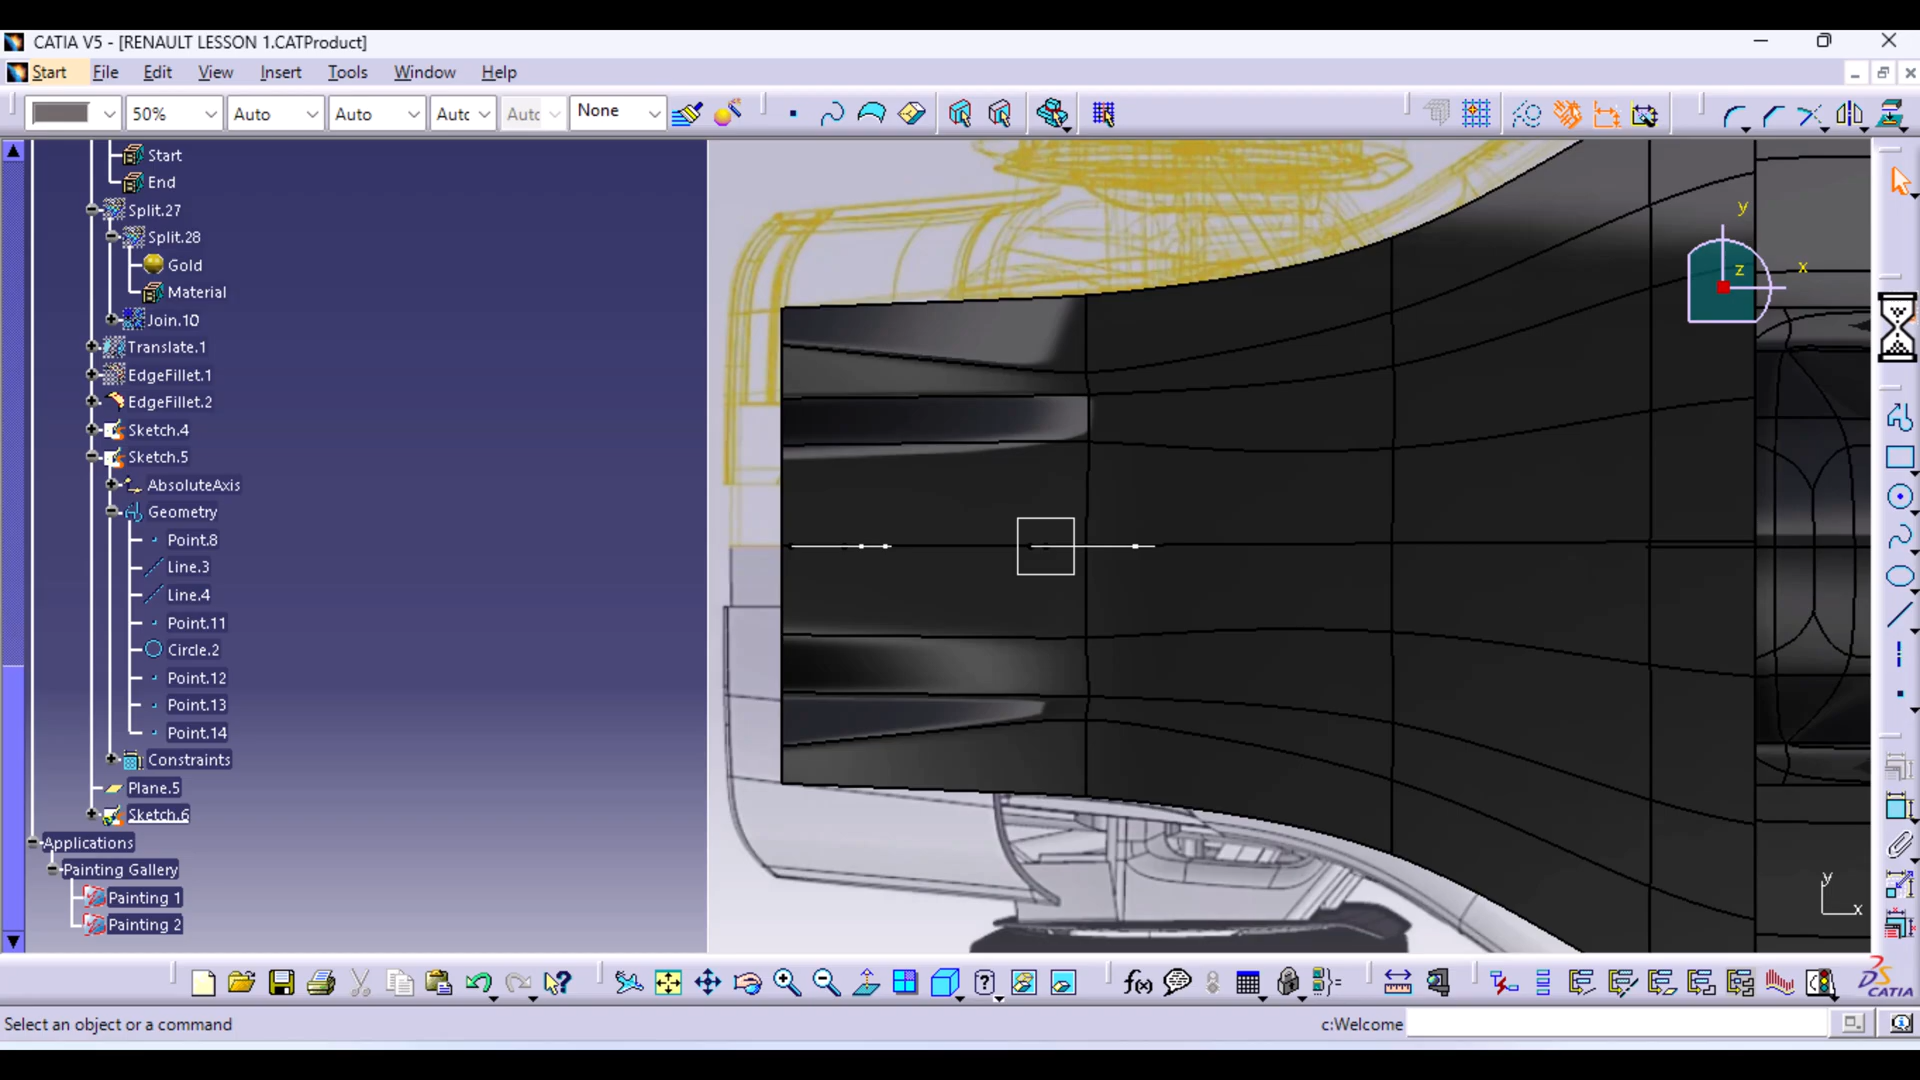 CATIA V5 - [RENAULT LESSON 1.CATProduct]
Start File Edit View Insert Tools Window Help
50% Auto Auto Auto Auto None
Start
End
Split.27
Split.28
Gold
Material
Join.10
Translate.1
EdgeFillet.1
EdgeFillet.2
Sketch.4
Sketch.5
AbsoluteAxis
Geometry
Point.8
Line.3
Line.4
Point.11
Circle.2
Point.12
Point.13
Point.14
Constraints
Plane.5
Sketch.6
Applications
Painting Gallery
Painting 1
Painting 2
y
z x
y
x
f(x)
CATIA
Select an object or a command c:Welcome